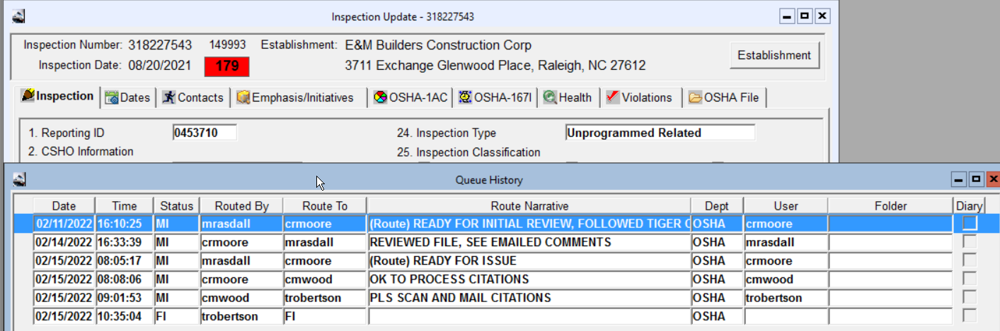 Inspection Update - 318227543
Inspection Number: 318227543 149993 Establishment: E&M Builders Construction Corp
Establishment
Inspection Date: 08/20/2021 179 3711 Exchange Glenwood Place, Raleigh, NC 27612
Inspection Dates Contacts Emphasis/Initiatives OSHA-1AC OSHA-167I Health Violations OSHA File
1. Reporting ID 0453710 24. Inspection Type Unprogrammed Related
2. CSHO Information 25. Inspection Classification
Queue History
Date Time Status Routed By Route To Route Narrative Dept User Folder Diary
02/11/2022 16:10:25 MI mrasdall crmoore (Route) READY FOR INITIAL REVIEW, FOLLOWED TIGER OSHA crmoore
02/14/2022 16:33:39 MI crmoore mrasdall REVIEWED FILE, SEE EMAILED COMMENTS OSHA mrasdall
02/15/2022 08:05:17 MI mrasdall crmoore (Route) READY FOR ISSUE OSHA crmoore
02/15/2022 08:08:06 MI crmoore cmwood OK TO PROCESS CITATIONS OSHA cmwood
02/15/2022 09:01:53 MI cmwood trobertson PLS SCAN AND MAIL CITATIONS OSHA trobertson
02/15/2022 10:35:04 FI trobertson FI OSHA